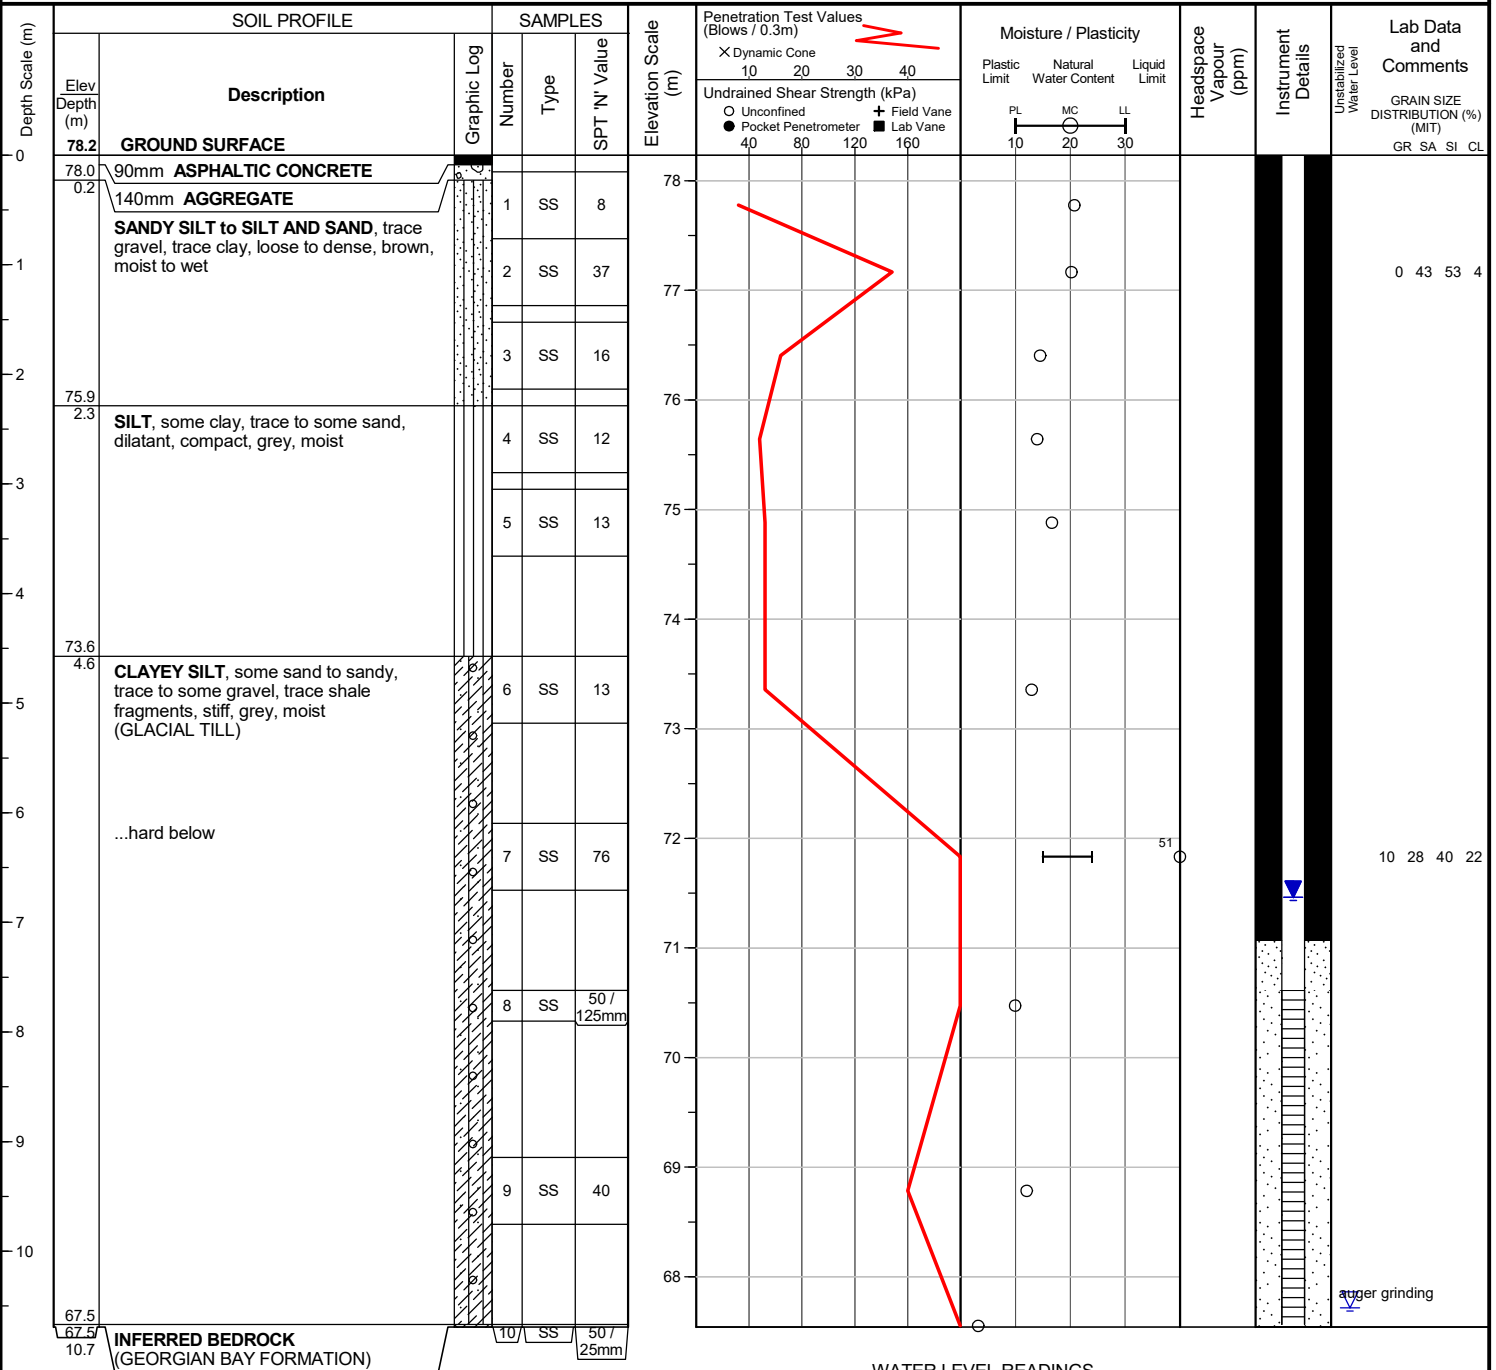 Depth Scale (m)
SOIL PROFILE
Elev
Depth
(m)
Description
Graphic Log
SAMPLES
Number
Type
SPT 'N' Value
Elevation Scale
(m)
Penetration Test Values
(Blows / 0.3m)
× Dynamic Cone
10 20 30 40
Undrained Shear Strength (kPa)
Unconfined + Field Vane
Pocket Penetrometer Lab Vane
40 80 120 160
Moisture / Plasticity
Plastic Limit
Natural Water Content
Liquid Limit
PL MC LL
10 20 30
Headspace
Vapour
(ppm)
Instrument
Details
Unstabilized
Water Level
Lab Data
and
Comments
GRAIN SIZE
DISTRIBUTION (%)
(MIT)
GR SA SI CL
78.2 GROUND SURFACE
0
78.0 90mm ASPHALTIC CONCRETE
0.2 140mm AGGREGATE
78
1 SS 8
SANDY SILT to SILT AND SAND, trace
gravel, trace clay, loose to dense, brown,
moist to wet
1
2 SS 37
0 43 53 4
77
3 SS 16
2
75.9
76
2.3
SILT, some clay, trace to some sand,
dilatant, compact, grey, moist
4 SS 12
3
75
5 SS 13
4
74
73.6
4.6
CLAYEY SILT, some sand to sandy,
trace to some gravel, trace shale
fragments, stiff, grey, moist
(GLACIAL TILL)
6 SS 13
5
73
6
...hard below
72
51
7 SS 76
10 28 40 22
7
71
8 SS 50 /
125mm
8
70
9
69
9 SS 40
10
68
auger grinding
67.5
67.5
10.7
INFERRED BEDROCK
(GEORGIAN BAY FORMATION)
10 SS 50 /
25mm
WATER LEVEL READINGS